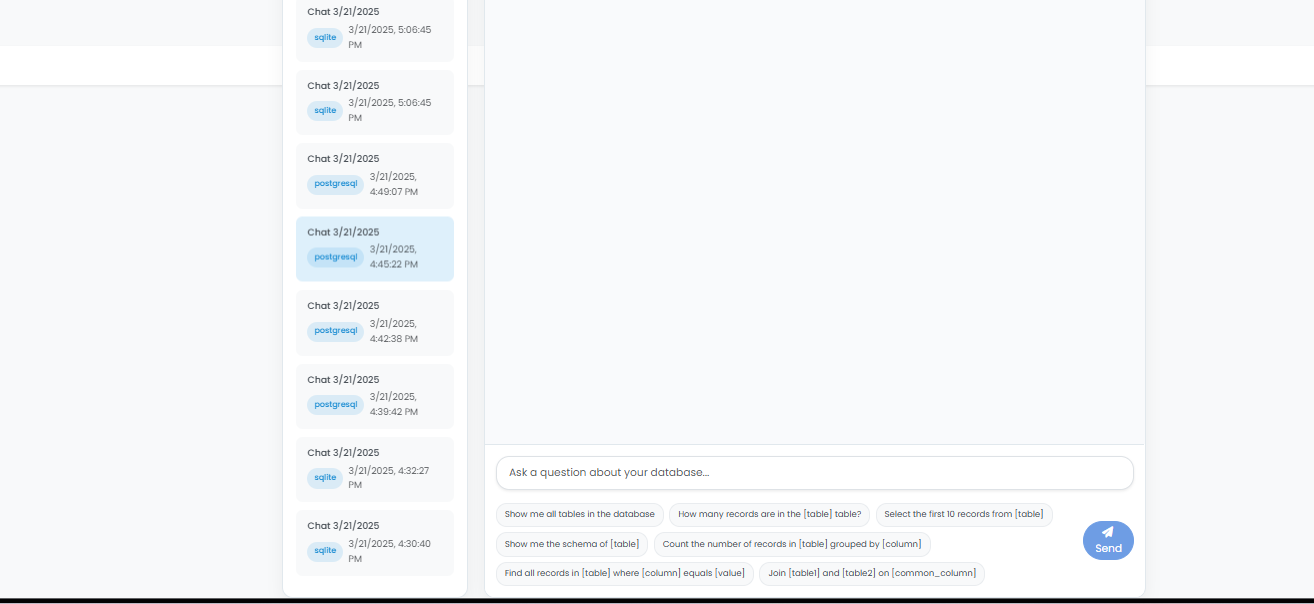 Chat 3/21/2025
sqlite
3/21/2025, 5:06:45
PM
Chat 3/21/2025
sqlite
3/21/2025, 5:06:45
PM
Chat 3/21/2025
postgresql
3/21/2025,
4:49:07 PM
Chat 3/21/2025
postgresql
3/21/2025,
4:45:22 PM
Chat 3/21/2025
postgresql
3/21/2025,
4:42:38 PM
Chat 3/21/2025
postgresql
3/21/2025,
4:39:42 PM
Chat 3/21/2025
sqlite
3/21/2025, 4:32:27
PM
Chat 3/21/2025
sqlite
3/21/2025, 4:30:40
PM
Ask a question about your database...
Show me all tables in the database
How many records are in the [table] table?
Select the first 10 records from [table]
Show me the schema of [table]
Count the number of records in [table] grouped by [column]
Find all records in [table] where [column] equals [value]
Join [table1] and [table2] on [common_column]
Send